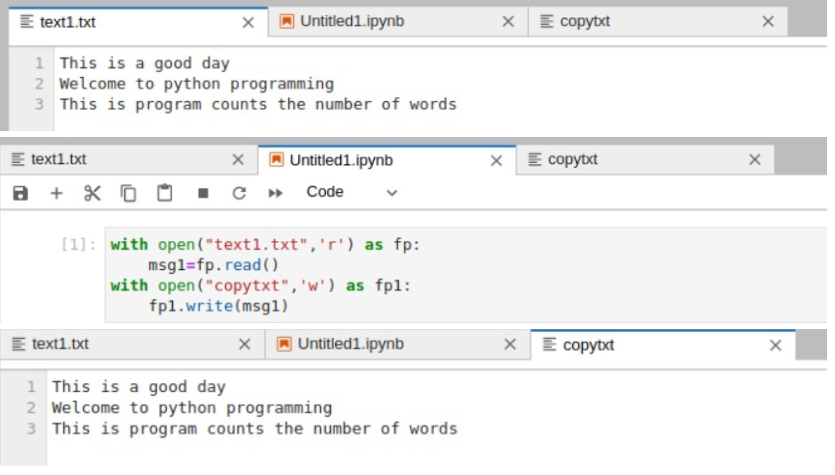 text1.txt Untitled1.ipynb copytxt
1 This is a good day
2 Welcome to python programming
3 This is program counts the number of words
text1.txt Untitled1.ipynb copytxt
Code
[1]: with open("text1.txt",'r') as fp:
msg1=fp.read()
with open("copytxt",'w') as fp1:
fp1.write(msg1)
text1.txt Untitled1.ipynb copytxt
1 This is a good day
2 Welcome to python programming
3 This is program counts the number of words